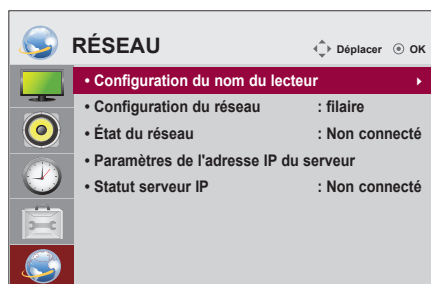 RÉSEAU
Déplacer OK
• Configuration du nom du lecteur
• Configuration du réseau : filaire
• État du réseau : Non connecté
• Paramètres de l'adresse IP du serveur
• Statut serveur IP : Non connecté